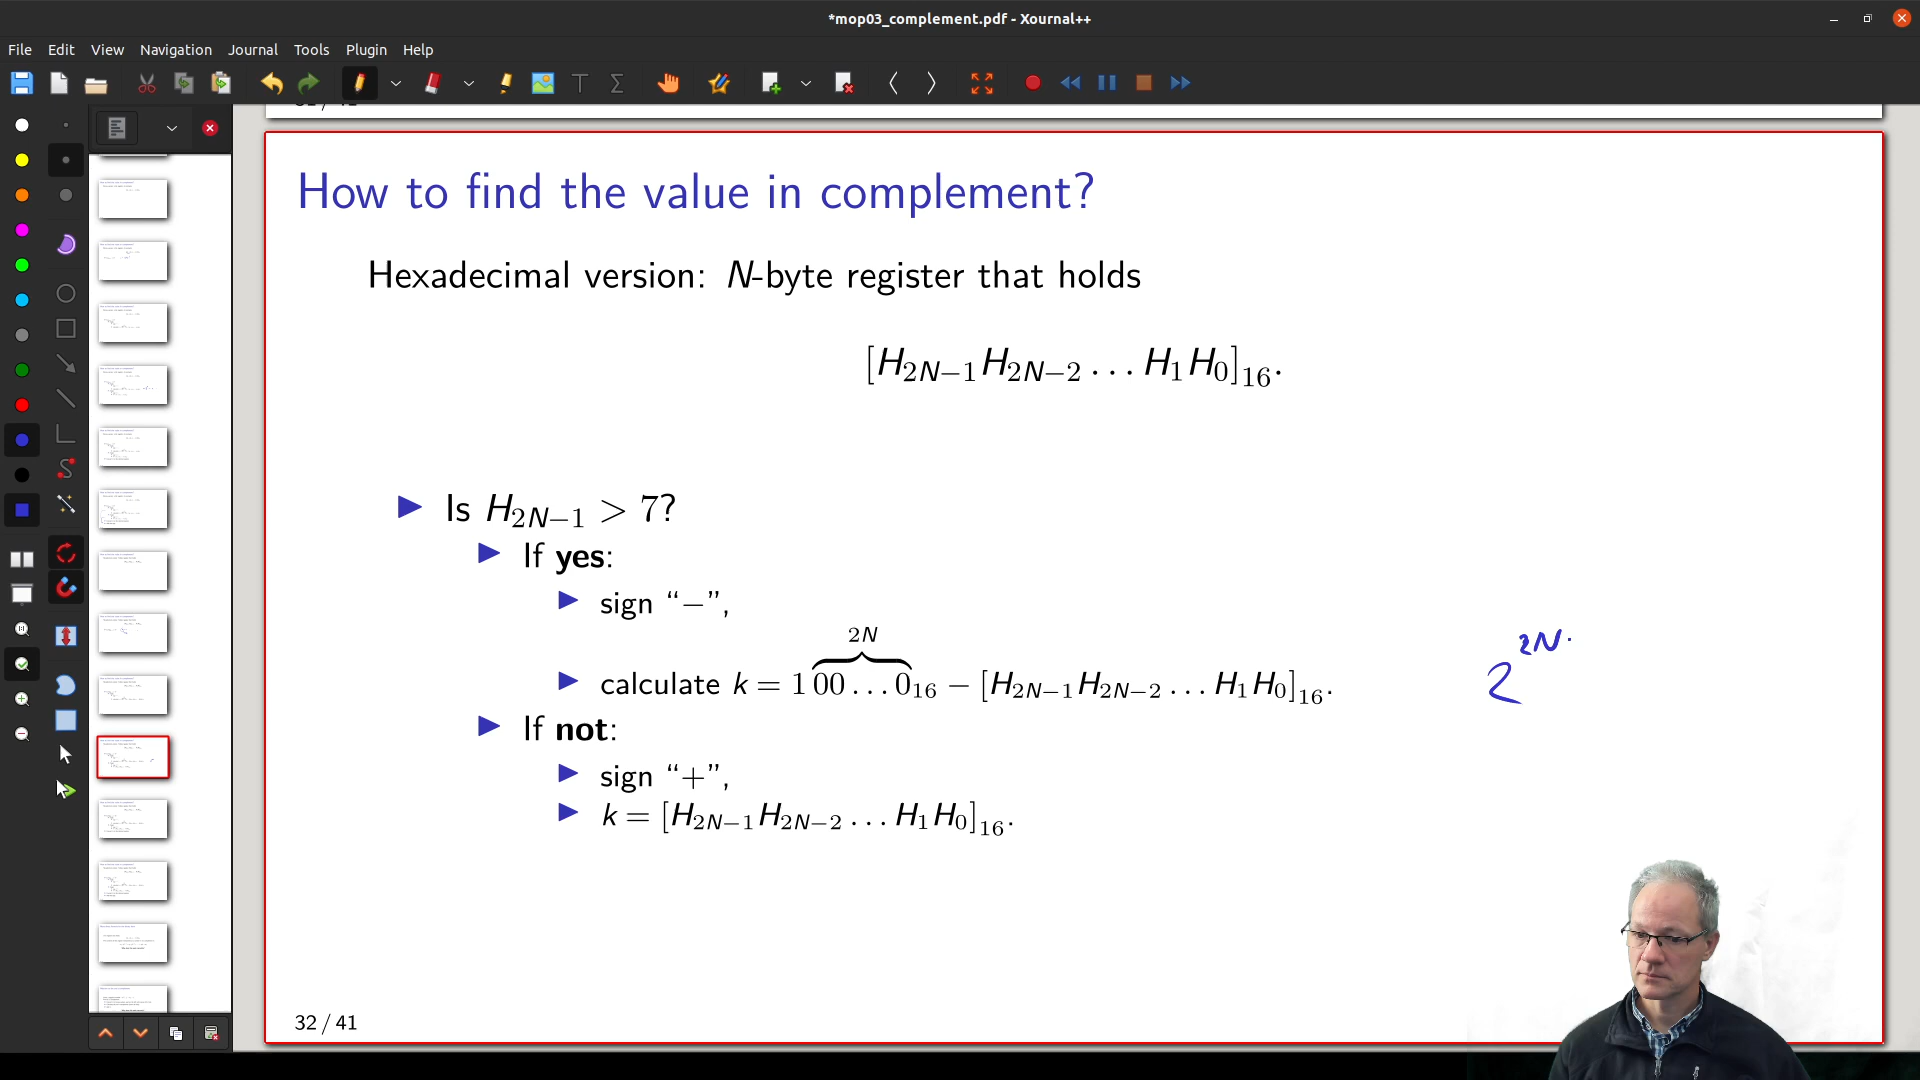 *mop03_complement.pdf - Xournal++
File Edit View Navigation Journal Tools Plugin Help
How to find the value in complement?
Hexadecimal version: N-byte register that holds
[H₂N₋₁H₂N₋₂ … H₁H₀]₁₆.
▶ Is H₂N₋₁ > 7?
▶ If yes:
▶ sign “−”,
2N
▶ calculate k = 1 00 … 0₁₆ − [H₂N₋₁H₂N₋₂ … H₁H₀]₁₆.
2^2N.
▶ If not:
▶ sign “+”,
▶ k = [H₂N₋₁H₂N₋₂ … H₁H₀]₁₆.
32 / 41